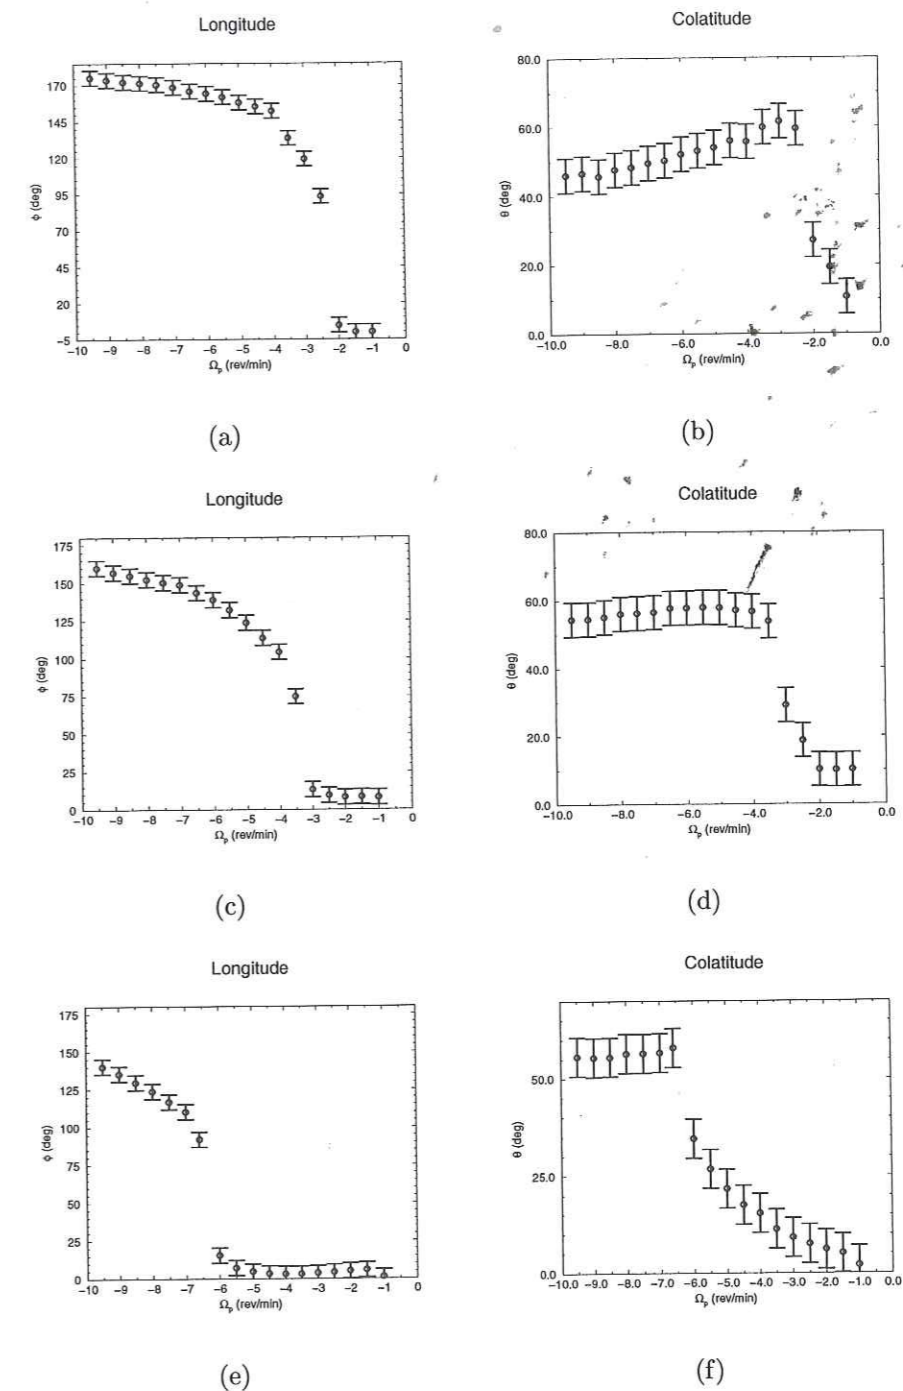 Longitude
170
145
120
95
70
45
20
−5
ϕ (deg)
−10 −9 −8 −7 −6 −5 −4 −3 −2 −1 0
Ωp (rev/min)
(a)
Colatitude
80.0
60.0
40.0
20.0
0.0
θ (deg)
−10.0 −8.0 −6.0 −4.0 −2.0 0.0
Ωp (rev/min)
(b)
Longitude
175
150
125
100
75
50
25
0
ϕ (deg)
−10 −9 −8 −7 −6 −5 −4 −3 −2 −1 0
Ωp (rev/min)
(c)
Colatitude
80.0
60.0
40.0
20.0
0.0
θ (deg)
−10.0 −8.0 −6.0 −4.0 −2.0 0.0
Ωp (rev/min)
(d)
Longitude
175
150
125
100
75
50
25
0
ϕ (deg)
−10 −9 −8 −7 −6 −5 −4 −3 −2 −1 0
Ωp (rev/min)
(e)
Colatitude
50.0
25.0
0.0
θ (deg)
−10.0 −9.0 −8.0 −7.0 −6.0 −5.0 −4.0 −3.0 −2.0 −1.0 0.0
Ωp (rev/min)
(f)